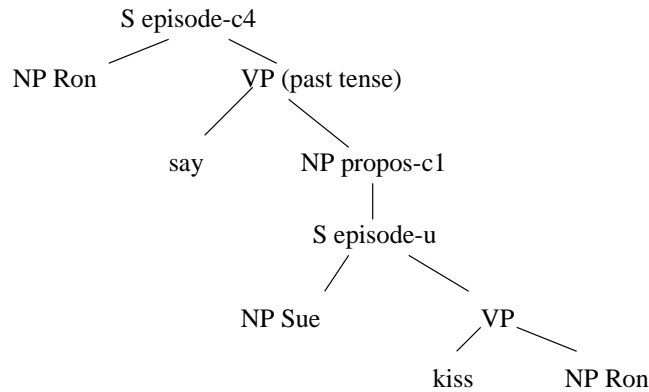 S episode-c4
NP Ron VP (past tense)
say NP propos-c1
S episode-u
NP Sue VP
kiss NP Ron